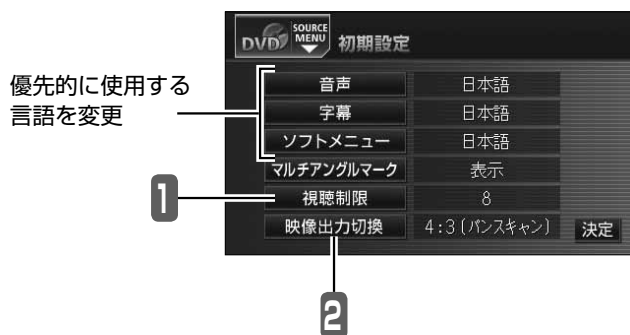 DVD SOURCE MENU 初期設定
優先的に使用する
言語を変更
音声 日本語
字幕 日本語
ソフトメニュー 日本語
マルチアングルマーク 表示
1 視聴制限 8
映像出力切換 4:3(パンスキャン) 決定
2